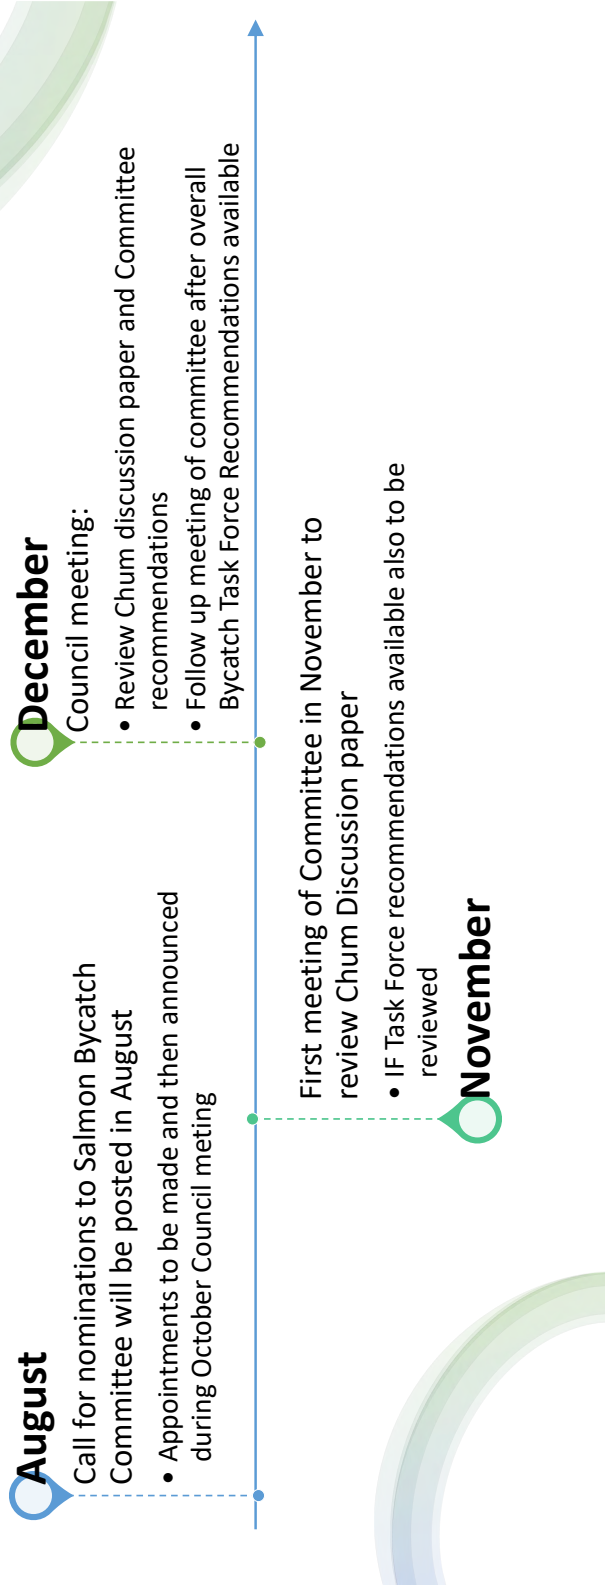 August
Call for nominations to Salmon Bycatch
Committee will be posted in August
• Appointments to be made and then announced
during October Council meting
November
First meeting of Committee in November to
review Chum Discussion paper
• IF Task Force recommendations available also to be
reviewed
December
Council meeting:
• Review Chum discussion paper and Committee
recommendations
• Follow up meeting of committee after overall
Bycatch Task Force Recommendations available